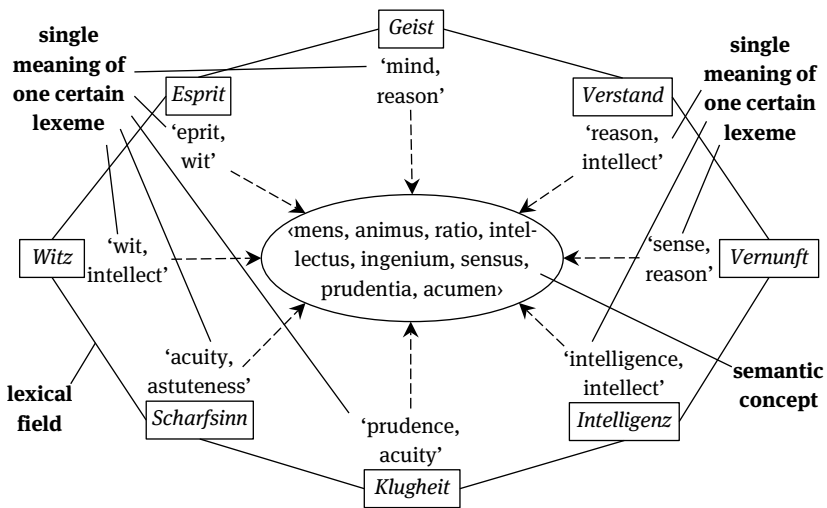 Geist
single
meaning of
one certain
lexeme
‘mind,
reason’
single
meaning of
one certain
lexeme
Esprit
Verstand
‘eprit,
wit’
‘reason,
intellect’
‹mens, animus, ratio, intel-
lectus, ingenium, sensus,
prudentia, acumen›
Witz
‘wit,
intellect’
‘sense,
reason’
Vernunft
‘acuity,
astuteness’
‘intelligence,
intellect’
lexical
field
semantic
concept
Scharfsinn
‘prudence,
acuity’
Intelligenz
Klugheit